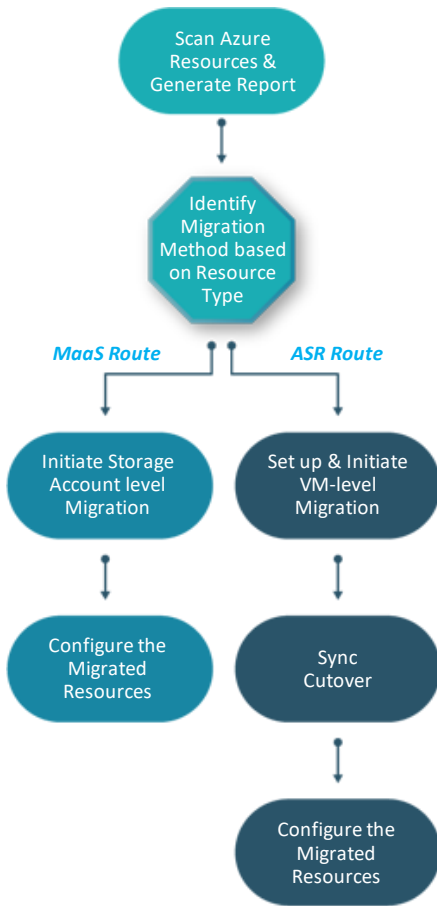 Scan Azure
Resources &
Generate Report
Identify
Migration
Method based
on Resource
Type
MaaS Route
ASR Route
Initiate Storage
Account level
Migration
Set up & Initiate
VM-level
Migration
Configure the
Migrated
Resources
Sync
Cutover
Configure the
Migrated
Resources